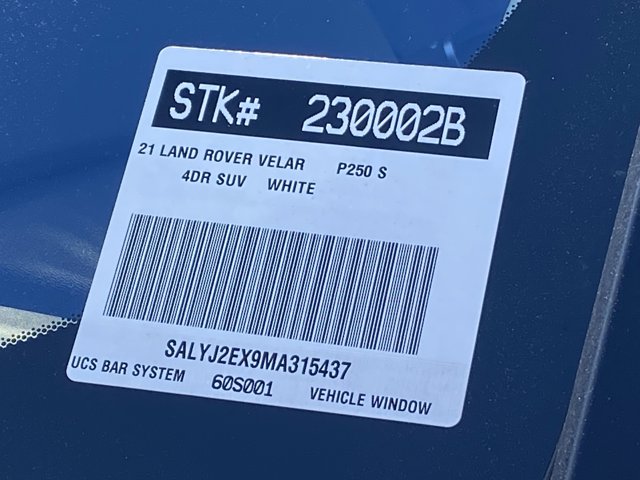 STK# 230002B
21 LAND ROVER VELAR P250 S
4DR SUV WHITE
SALYJ2EX9MA315437
UCS BAR SYSTEM 60S001 VEHICLE WINDOW